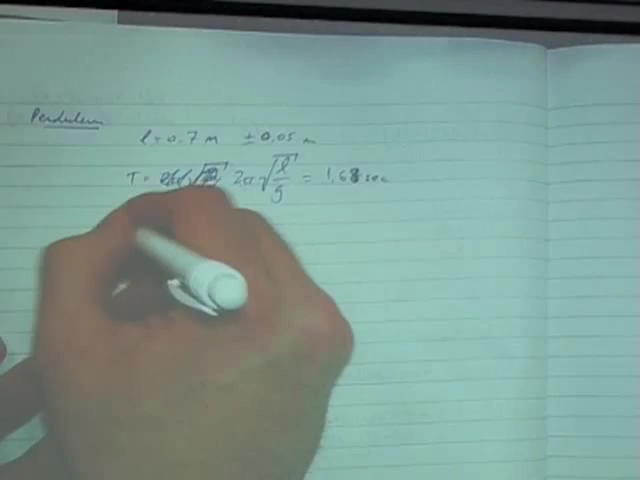 Pendulum
l = 0.7 m ± 0.05 m
T = 2π √l/g = 1.68 sec